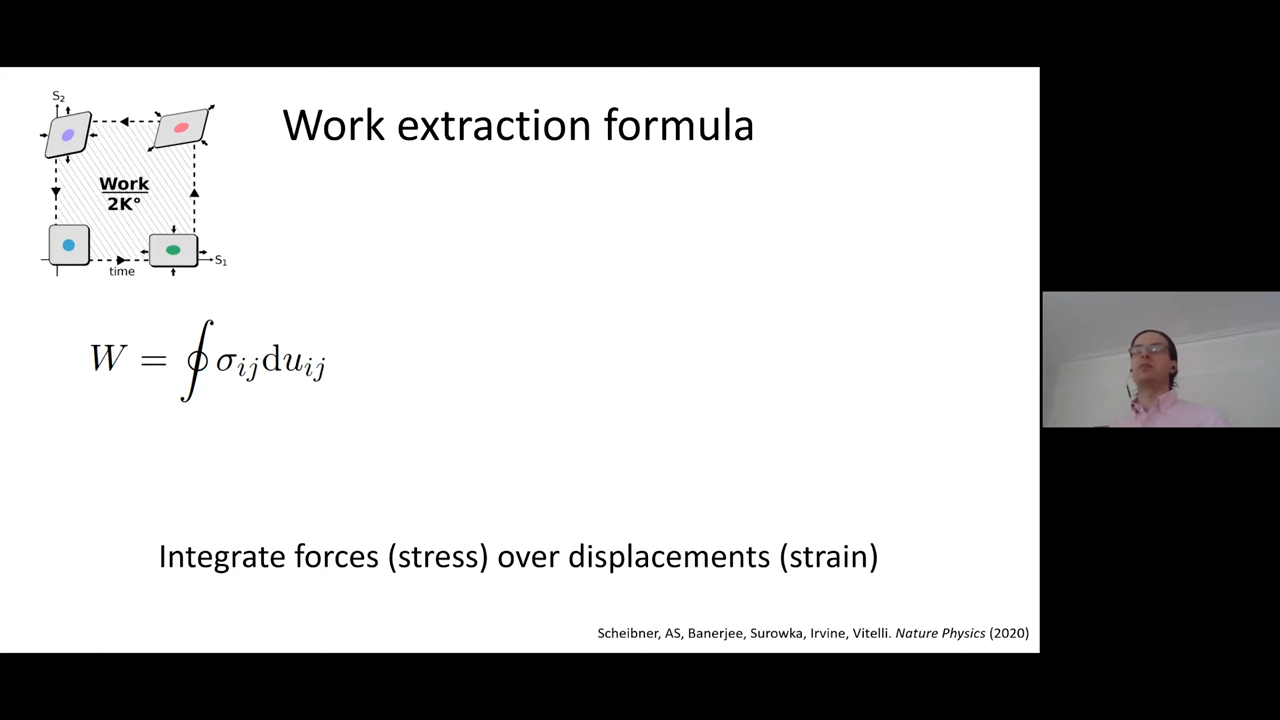 Work extraction formula
S₂
Work
2K°
S₁
time
W = ∮ σᵢⱼduᵢⱼ
Integrate forces (stress) over displacements (strain)
Scheibner, AS, Banerjee, Surowka, Irvine, Vitelli. Nature Physics (2020)